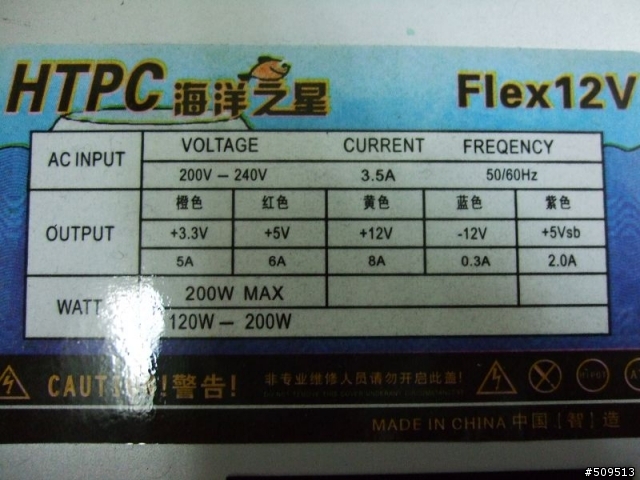 HTPC 海洋之星 Flex12V
AC INPUT VOLTAGE CURRENT FREQENCY
200V — 240V 3.5A 50/60Hz
OUTPUT 橙色 红色 黄色 蓝色 紫色
+3.3V +5V +12V -12V +5Vsb
5A 6A 8A 0.3A 2.0A
WATT 200W MAX
120W — 200W
CAUTION!警告! 非专业维修人员请勿开启此盖!
MADE IN CHINA 中国【智】造
#509513